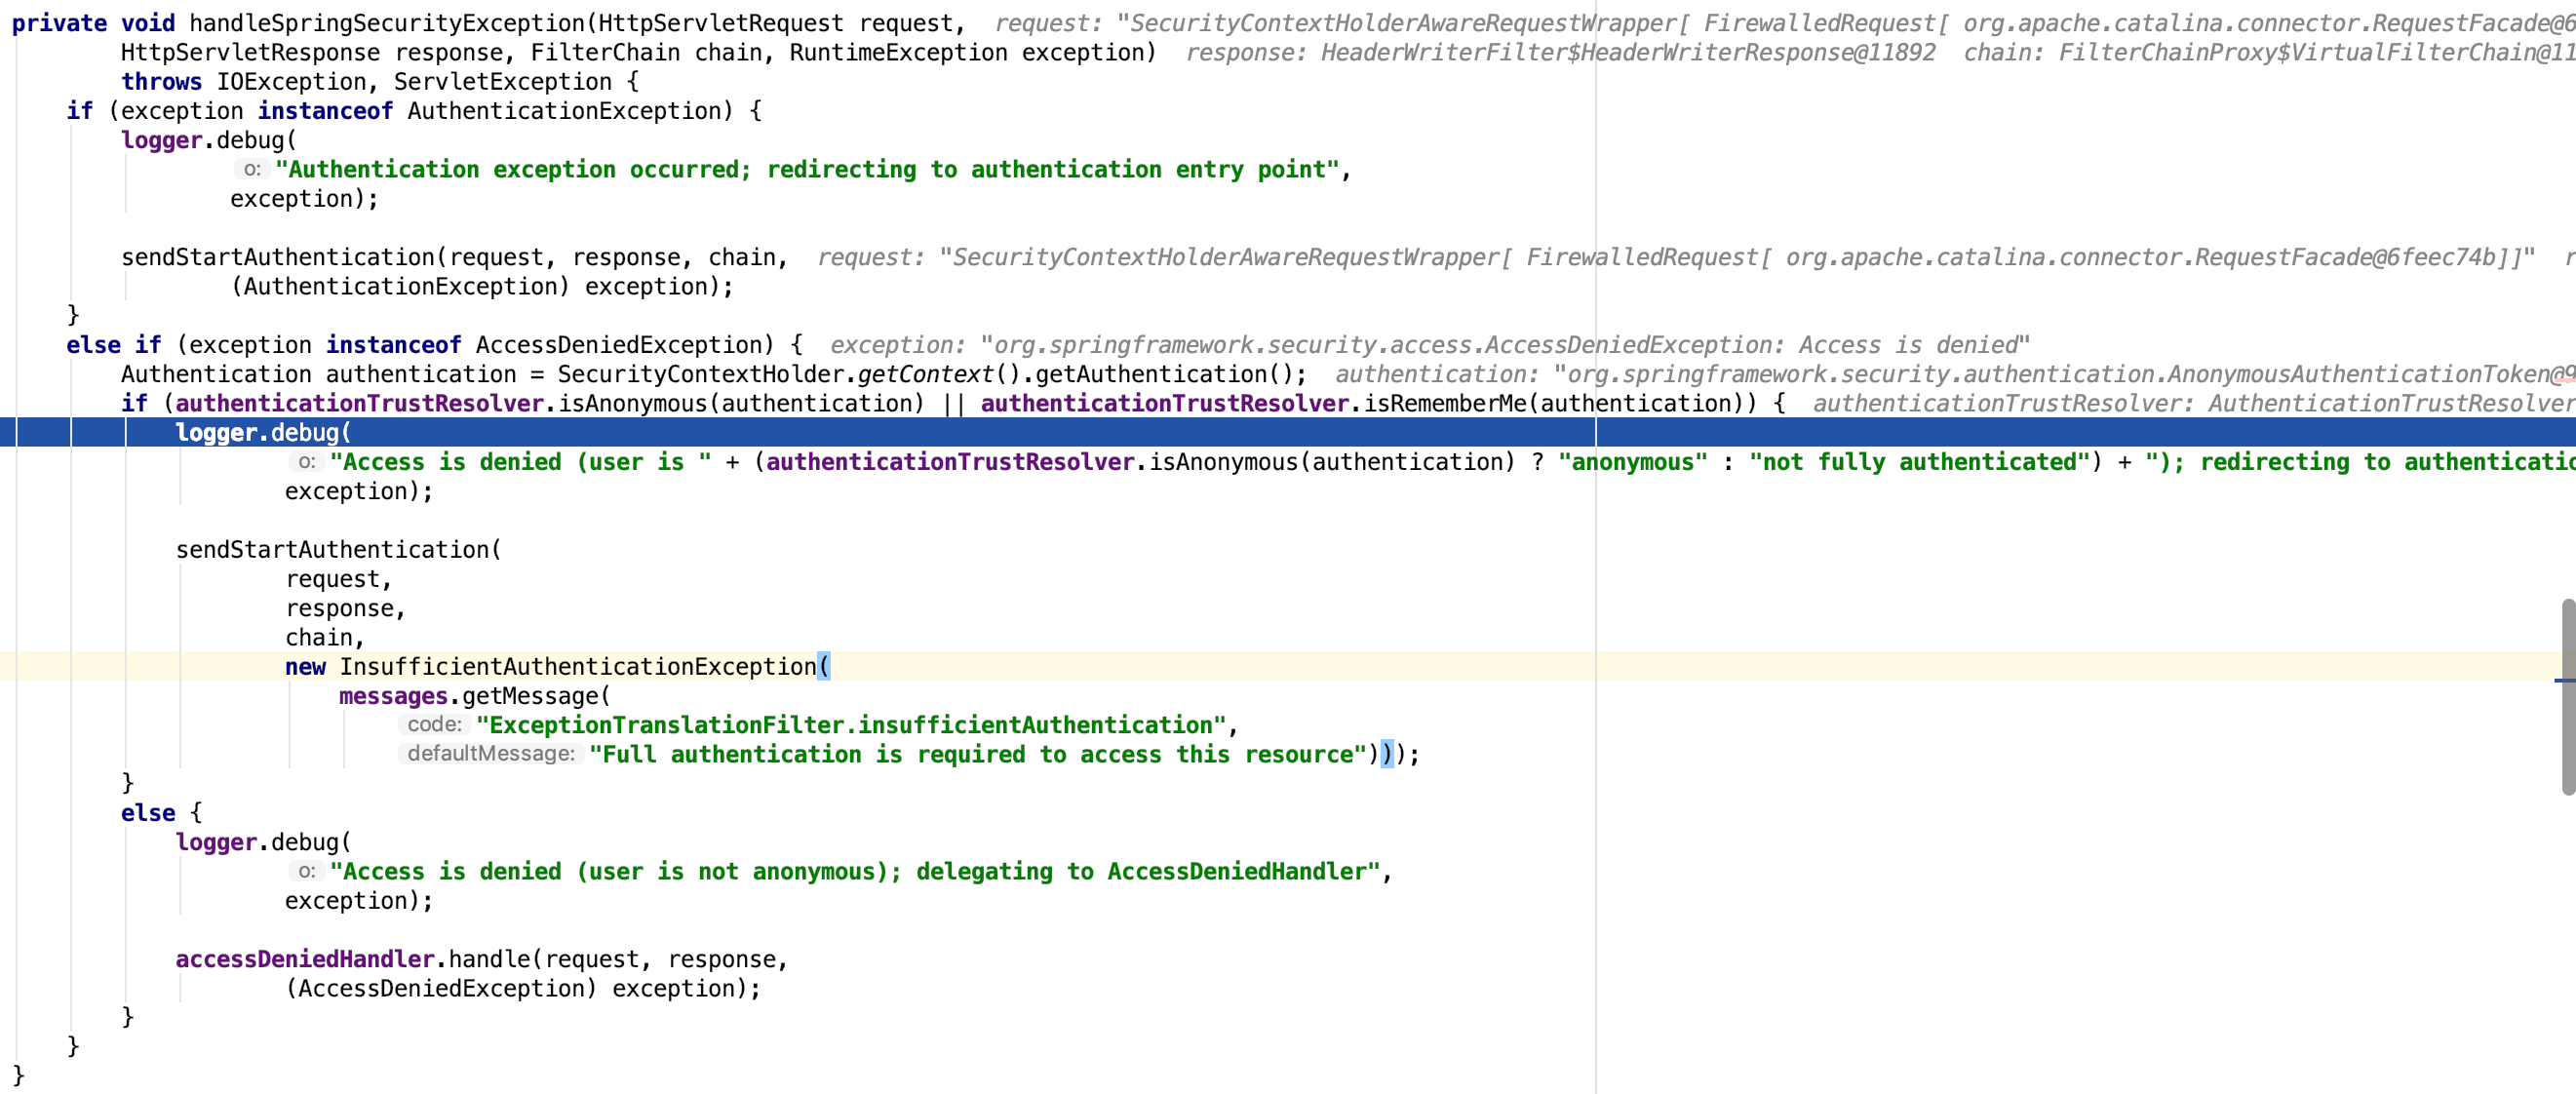 private void handleSpringSecurityException(HttpServletRequest request,  request: "SecurityContextHolderAwareRequestWrapper[ FirewalledRequest[ org.apache.catalina.connector.RequestFacade@6
HttpServletResponse response, FilterChain chain, RuntimeException exception)  response: HeaderWriterFilter$HeaderWriterResponse@11892  chain: FilterChainProxy$VirtualFilterChain@11
throws IOException, ServletException {
if (exception instanceof AuthenticationException) {
logger.debug(
o: "Authentication exception occurred; redirecting to authentication entry point",
exception);
sendStartAuthentication(request, response, chain,  request: "SecurityContextHolderAwareRequestWrapper[ FirewalledRequest[ org.apache.catalina.connector.RequestFacade@6feec74b]]"  r
(AuthenticationException) exception);
}
else if (exception instanceof AccessDeniedException) {  exception: "org.springframework.security.access.AccessDeniedException: Access is denied"
Authentication authentication = SecurityContextHolder.getContext().getAuthentication();  authentication: "org.springframework.security.authentication.AnonymousAuthenticationToken@9
if (authenticationTrustResolver.isAnonymous(authentication) || authenticationTrustResolver.isRememberMe(authentication)) {  authenticationTrustResolver: AuthenticationTrustResolver
logger.debug(
o: "Access is denied (user is " + (authenticationTrustResolver.isAnonymous(authentication) ? "anonymous" : "not fully authenticated") + "); redirecting to authenticatio
exception);
sendStartAuthentication(
request,
response,
chain,
new InsufficientAuthenticationException(
messages.getMessage(
code: "ExceptionTranslationFilter.insufficientAuthentication",
defaultMessage: "Full authentication is required to access this resource")));
}
else {
logger.debug(
o: "Access is denied (user is not anonymous); delegating to AccessDeniedHandler",
exception);
accessDeniedHandler.handle(request, response,
(AccessDeniedException) exception);
}
}
}